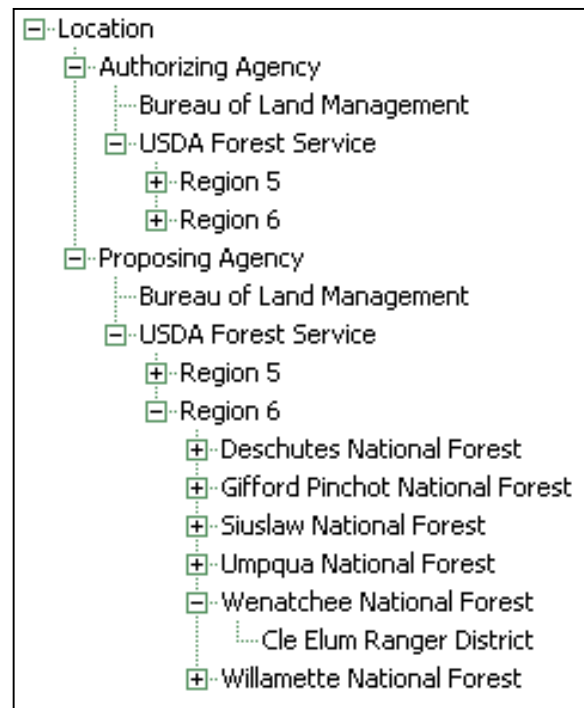 Location
Authorizing Agency
Bureau of Land Management
USDA Forest Service
Region 5
Region 6
Proposing Agency
Bureau of Land Management
USDA Forest Service
Region 5
Region 6
Deschutes National Forest
Gifford Pinchot National Forest
Siuslaw National Forest
Umpqua National Forest
Wenatchee National Forest
Cle Elum Ranger District
Willamette National Forest